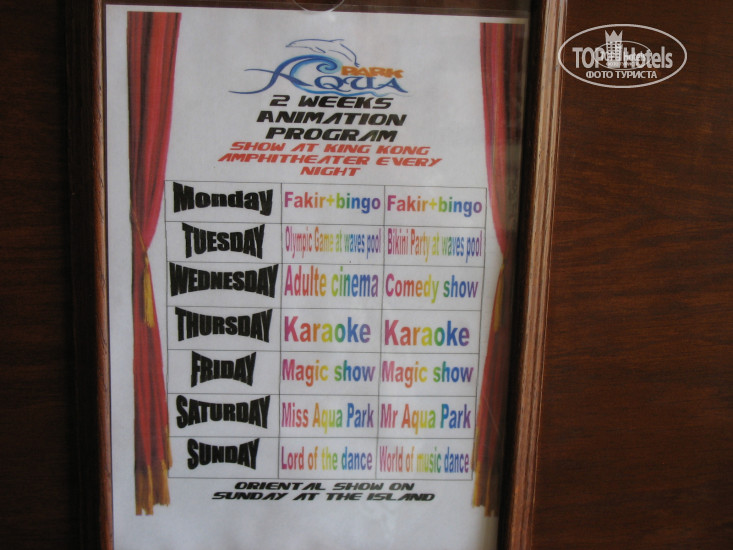 PARK
AQUA
2 WEEKS
ANIMATION
PROGRAM
SHOW AT KING KONG
AMPHITHEATER EVERY
NIGHT
Monday Fakir+bingo Fakir+bingo
TUESDAY Olympic Game at waves pool Bikini Party at waves pool
WEDNESDAY Adulte cinema Comedy show
THURSDAY Karaoke Karaoke
FRIDAY Magic show Magic show
SATURDAY Miss Aqua Park Mr Aqua Park
SUNDAY Lord of the dance World of music dance
ORIENTAL SHOW ON
SUNDAY AT THE ISLAND
TOP Hotels
ФОТО ТУРИСТА